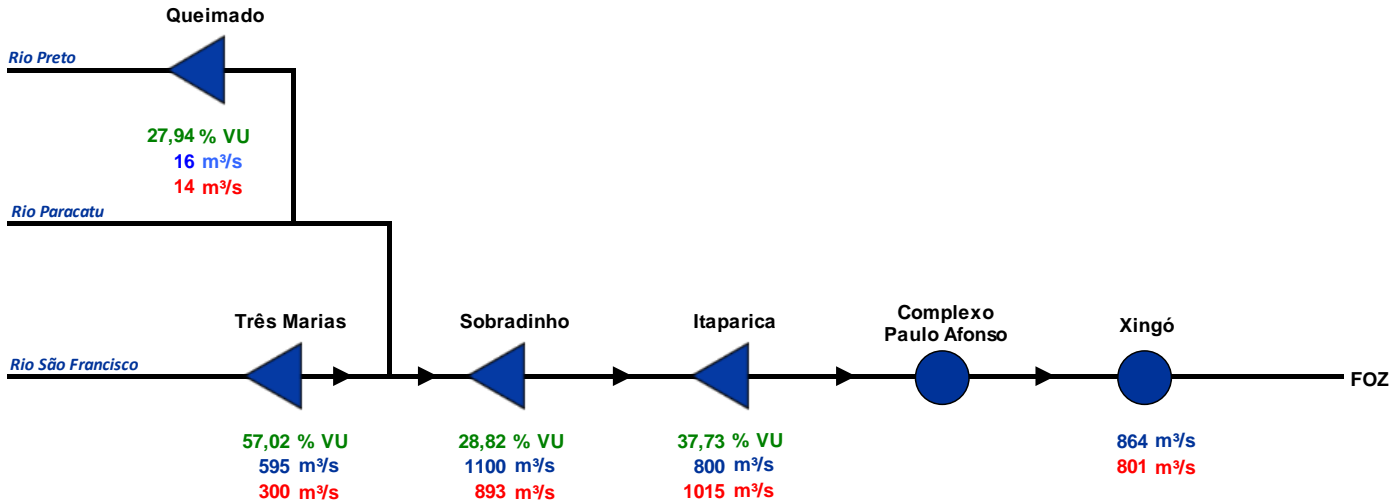 Queimado
Rio Preto
27,94 % VU
16 m³/s
14 m³/s
Rio Paracatu
Três Marias
Sobradinho
Itaparica
Complexo
Paulo Afonso
Xingó
Rio São Francisco
FOZ
57,02 % VU
595 m³/s
300 m³/s
28,82 % VU
1100 m³/s
893 m³/s
37,73 % VU
800 m³/s
1015 m³/s
864 m³/s
801 m³/s